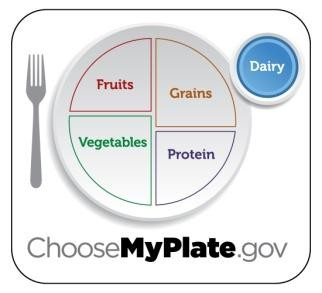 Dairy
Fruits
Grains
Vegetables
Protein
ChooseMyPlate.gov